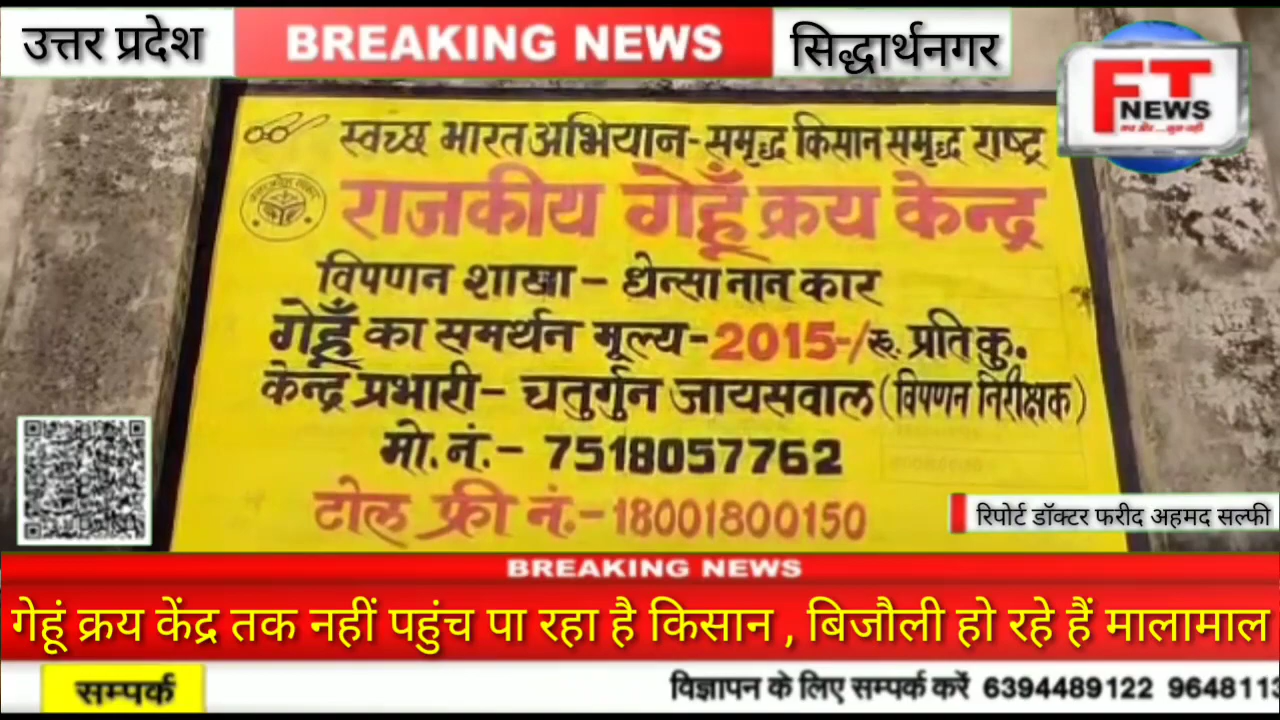 उत्तर प्रदेश
BREAKING NEWS
सिद्धार्थनगर
FT
NEWS
स्वच्छ भारत अभियान-समृद्ध किसान समृद्ध राष्ट्र
राजकीय गेहूँ क्रय केन्द्र
विपणन शाखा - धेन्सा नानकार
गेहूँ का समर्थन मूल्य-2015-/रू. प्रति कु.
केन्द्र प्रभारी- चतुर्गुन जायसवाल (विपणन निरीक्षक)
मो. नं.- 7518057762
टोल फ्री नं.-18001800150
रिपोर्ट डॉक्टर फरीद अहमद सल्फी
BREAKING NEWS
गेहूं क्रय केंद्र तक नहीं पहुंच पा रहा है किसान , बिजौली हो रहे हैं मालामाल
सम्पर्क
विज्ञापन के लिए सम्पर्क करें 6394489122 9648113